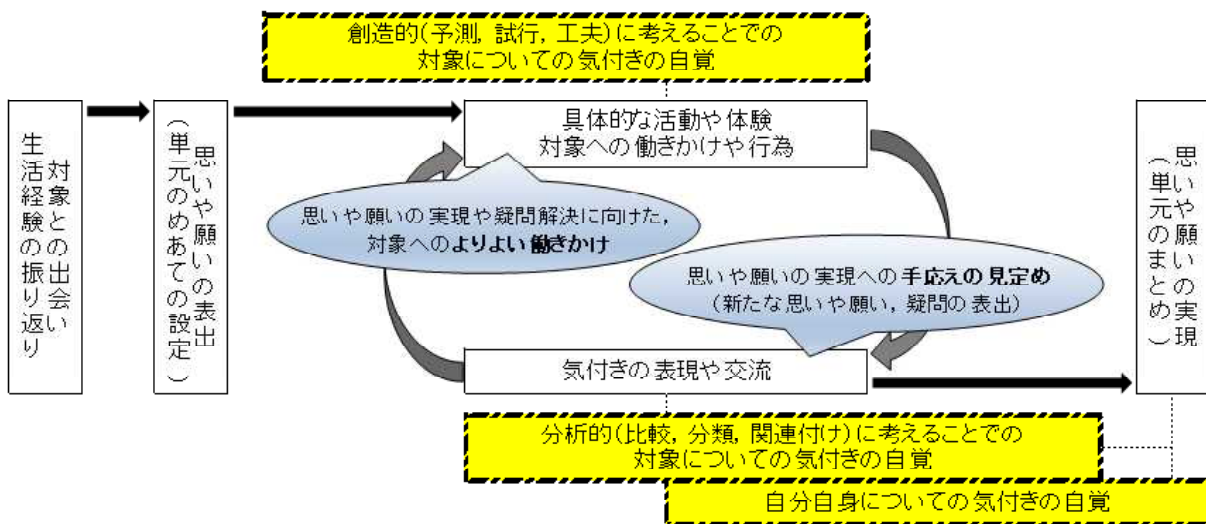 創造的(予測, 試行, 工夫)に考えることでの
対象についての気付きの自覚
対象との出会い
生活経験の振り返り
思いや願いの表出
(単元のめあての設定)
具体的な活動や体験
対象への働きかけや行為
思いや願いの実現や疑問解決に向けた,
対象へのよりよい働きかけ
思いや願いの実現への手応えの見定め
(新たな思いや願い, 疑問の表出)
気付きの表現や交流
思いや願いの実現
(単元のまとめ)
分析的(比較, 分類, 関連付け)に考えることでの
対象についての気付きの自覚
自分自身についての気付きの自覚